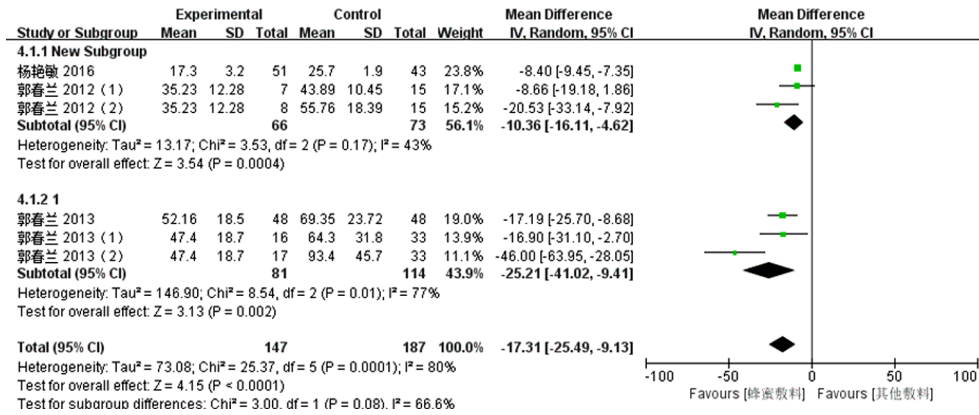 Experimental Control Mean Difference Mean Difference
Study or Subgroup Mean SD Total Mean SD Total Weight IV, Random, 95% CI IV, Random, 95% CI
4.1.1 New Subgroup
杨艳敏 2016 17.3 3.2 51 25.7 1.9 43 23.8% -8.40 [-9.45, -7.35]
郭春兰 2012（1） 35.23 12.28 7 43.89 10.45 15 17.1% -8.66 [-19.18, 1.86]
郭春兰 2012（2） 35.23 12.28 8 55.76 18.39 15 15.2% -20.53 [-33.14, -7.92]
Subtotal (95% CI) 66 73 56.1% -10.36 [-16.11, -4.62]
Heterogeneity: Tau² = 13.17; Chi² = 3.53, df = 2 (P = 0.17); I² = 43%
Test for overall effect: Z = 3.54 (P = 0.0004)
4.1.2 1
郭春兰 2013 52.16 18.5 48 69.35 23.72 48 19.0% -17.19 [-25.70, -8.68]
郭春兰 2013（1） 47.4 18.7 16 64.3 31.8 33 13.9% -16.90 [-31.10, -2.70]
郭春兰 2013（2） 47.4 18.7 17 93.4 45.7 33 11.1% -46.00 [-63.95, -28.05]
Subtotal (95% CI) 81 114 43.9% -25.21 [-41.02, -9.41]
Heterogeneity: Tau² = 146.90; Chi² = 8.54, df = 2 (P = 0.01); I² = 77%
Test for overall effect: Z = 3.13 (P = 0.002)
Total (95% CI) 147 187 100.0% -17.31 [-25.49, -9.13]
Heterogeneity: Tau² = 73.08; Chi² = 25.37, df = 5 (P = 0.0001); I² = 80%
Test for overall effect: Z = 4.15 (P < 0.0001)
Test for subgroup differences: Chi² = 3.00, df = 1 (P = 0.08), I² = 66.6%
-100 -50 0 50 100
Favours [蜂蜜敷料] Favours [其他敷料]